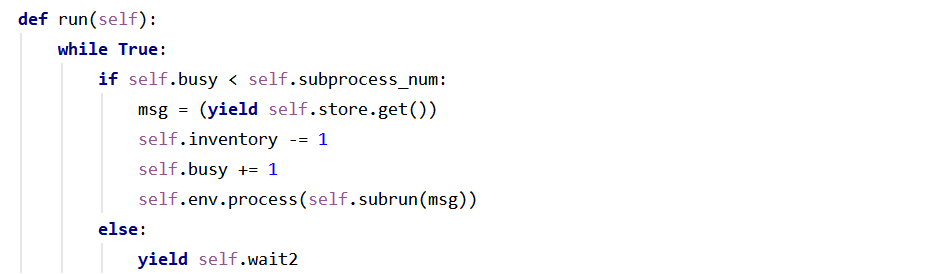 def run(self):
    while True:
        if self.busy < self.subprocess_num:
            msg = (yield self.store.get())
            self.inventory -= 1
            self.busy += 1
            self.env.process(self.subrun(msg))
        else:
            yield self.wait2